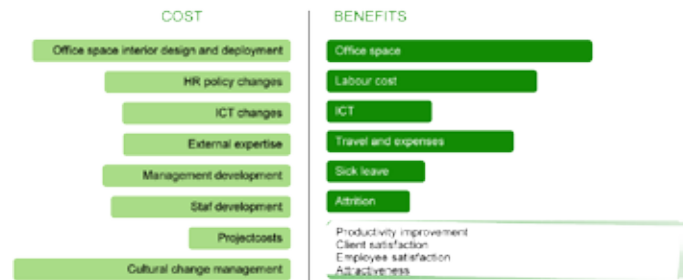 COST
Office space interior design and deployment
HR policy changes
ICT changes
External expertise
Management development
Staf development
Projectcosts
Cultural change management
BENEFITS
Office space
Labour cost
ICT
Travel and expenses
Sick leave
Attrition
Productivity improvement
Client satisfaction
Employee satisfaction
Attractiveness